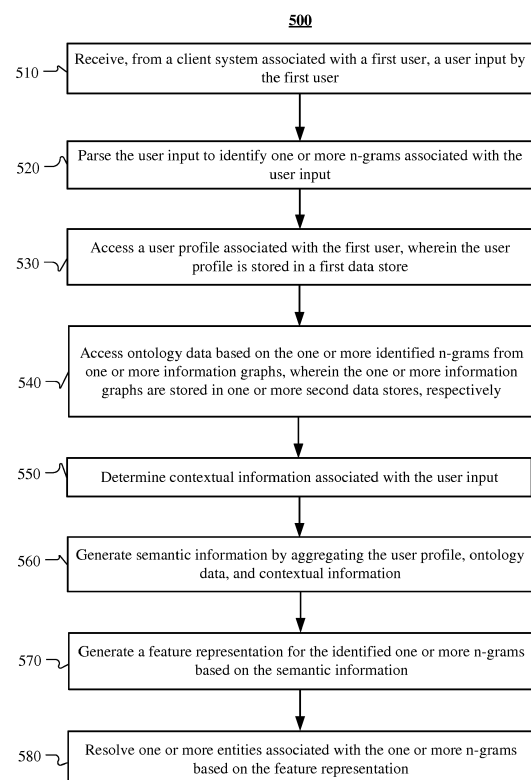 500
510
Receive, from a client system associated with a first user, a user input by
the first user
520
Parse the user input to identify one or more n-grams associated with the
user input
530
Access a user profile associated with the first user, wherein the user
profile is stored in a first data store
540
Access ontology data based on the one or more identified n-grams from
one or more information graphs, wherein the one or more information
graphs are stored in one or more second data stores, respectively
550
Determine contextual information associated with the user input
560
Generate semantic information by aggregating the user profile, ontology
data, and contextual information
570
Generate a feature representation for the identified one or more n-grams
based on the semantic information
580
Resolve one or more entities associated with the one or more n-grams
based on the feature representation